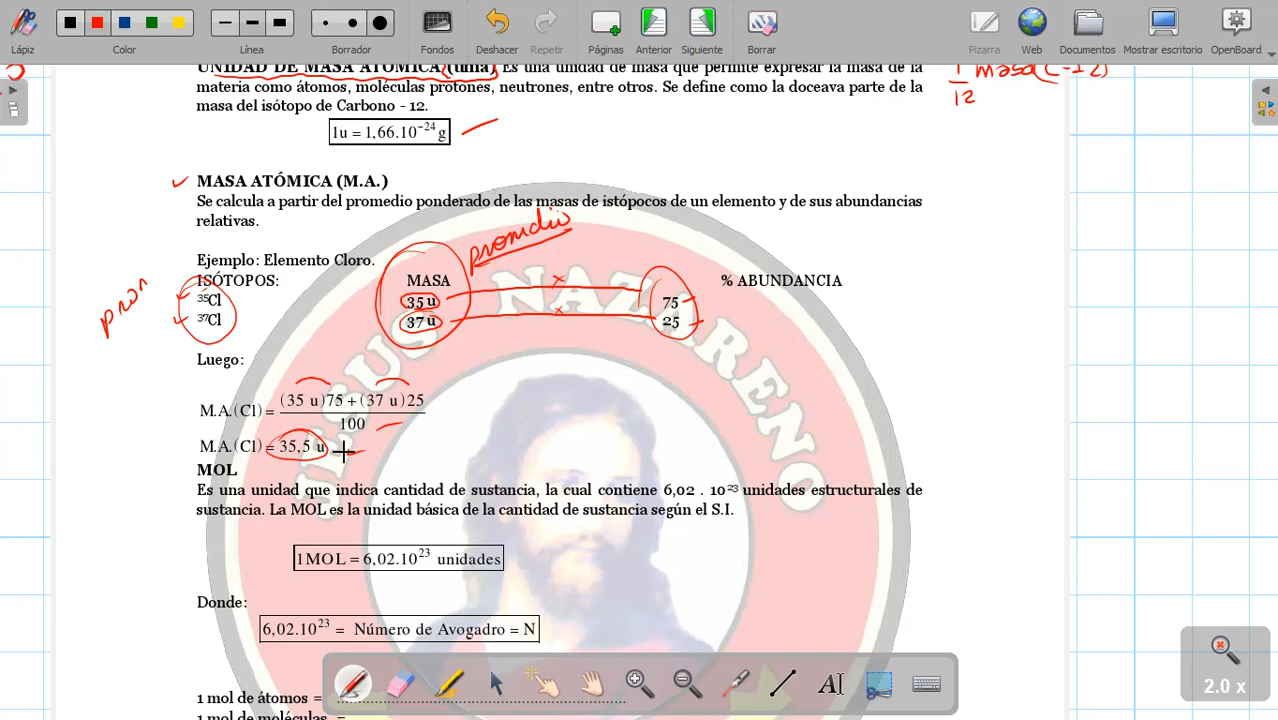 Lápiz Color Línea Borrador Fondos Deshacer Repetir Páginas Anterior Siguiente Borrar Pizarra Web Documentos Mostrar escritorio OpenBoard
UNIDAD DE MASA ATÓMICA (uma) Es una unidad de masa que permite expresar la masa de la
materia como átomos, moléculas protones, neutrones, entre otros. Se define como la doceava parte de la
masa del isótopo de Carbono - 12.
1/12 masa (-12)
1u = 1,66.10⁻²⁴ g
MASA ATÓMICA (M.A.)
Se calcula a partir del promedio ponderado de las masas de istópocos de un elemento y de sus abundancias
relativas.
promedio
Ejemplo: Elemento Cloro.
ISÓTOPOS: MASA % ABUNDANCIA
³⁵Cl 35 u x 75
³⁷Cl 37 u x 25
pron
Luego:
M.A.(Cl) = (35 u)75 + (37 u)25 / 100
M.A.(Cl) = 35,5 u
MOL
Es una unidad que indica cantidad de sustancia, la cual contiene 6,02 . 10²³ unidades estructurales de
sustancia. La MOL es la unidad básica de la cantidad de sustancia según el S.I.
1MOL = 6,02.10²³ unidades
Donde:
6,02.10²³ = Número de Avogadro = N
1 mol de átomos =
1 mol de moléculas =
JESUS NAZARENO
2.0 x